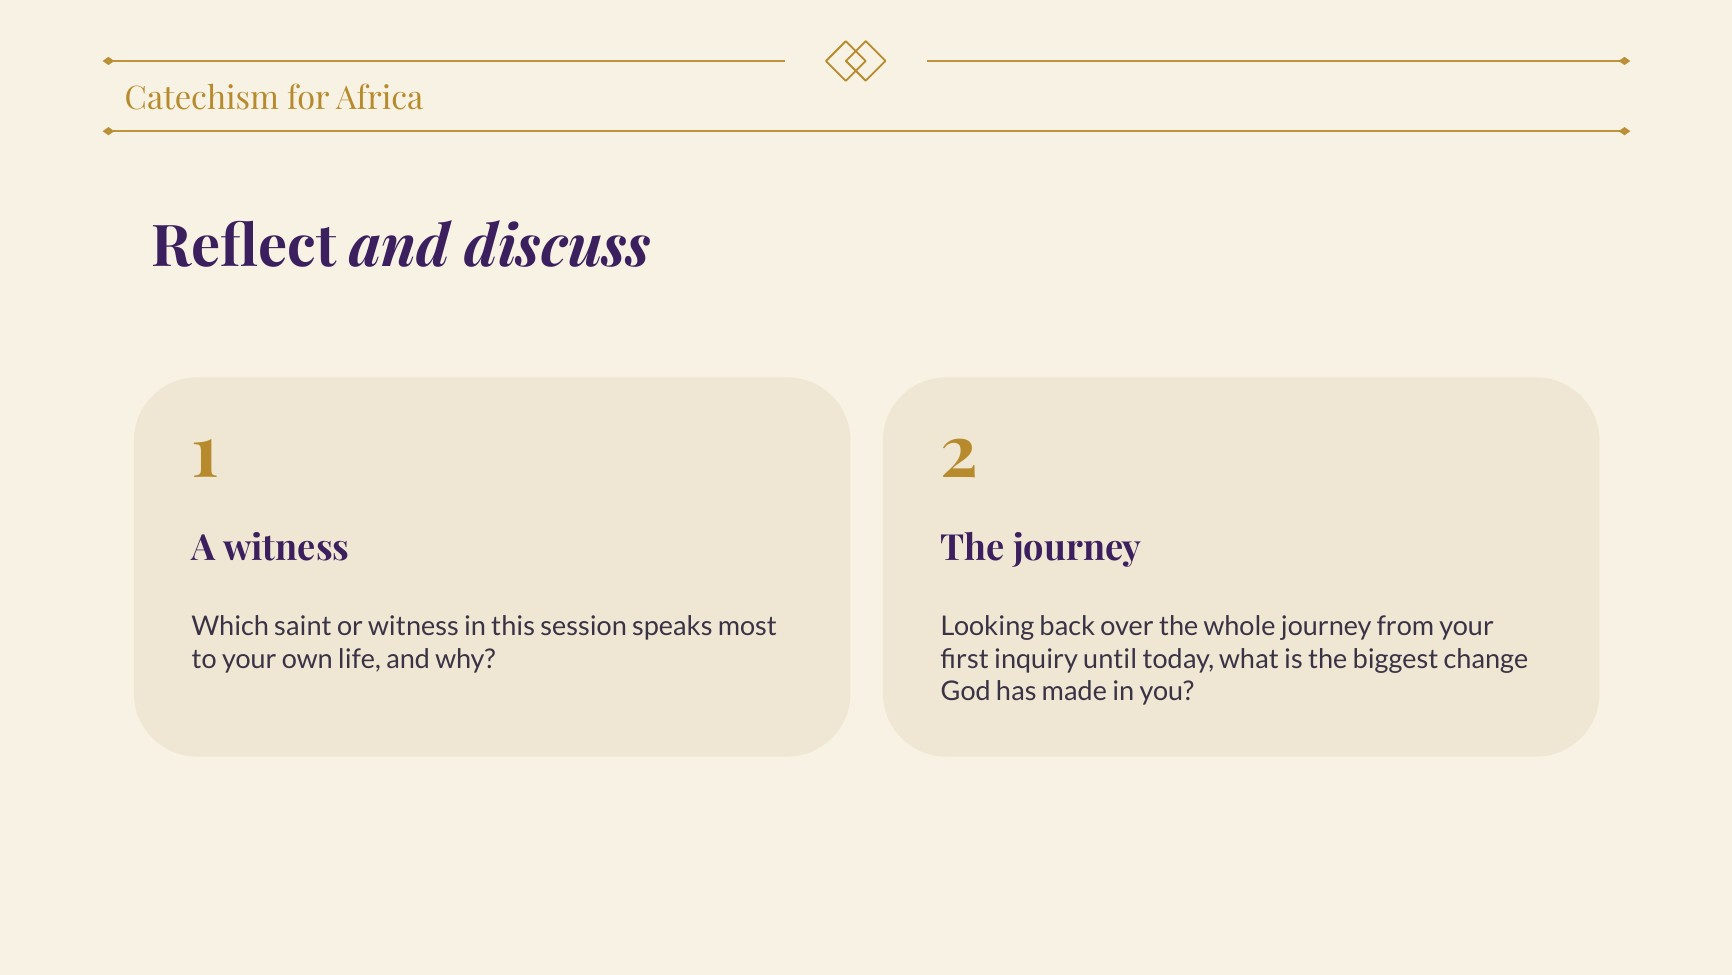 Catechism for Africa
Reflect and discuss
1
A witness
Which saint or witness in this session speaks most
to your own life, and why?
2
The journey
Looking back over the whole journey from your
first inquiry until today, what is the biggest change
God has made in you?